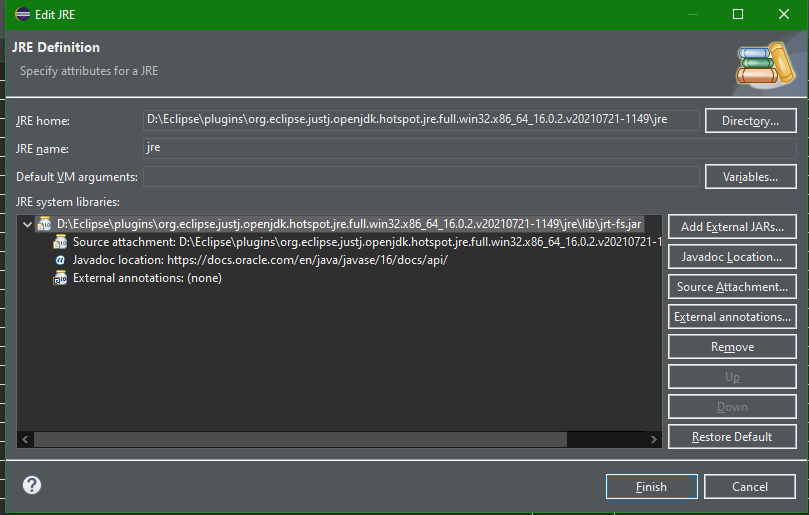 Edit JRE
JRE Definition
Specify attributes for a JRE
JRE home: D:\Eclipse\plugins\org.eclipse.justj.openjdk.hotspot.jre.full.win32.x86_64_16.0.2.v20210721-1149\jre Directory...
JRE name: jre
Default VM arguments: Variables...
JRE system libraries:
D:\Eclipse\plugins\org.eclipse.justj.openjdk.hotspot.jre.full.win32.x86_64_16.0.2.v20210721-1149\jre\lib\jrt-fs.jar Add External JARs...
Source attachment: D:\Eclipse\plugins\org.eclipse.justj.openjdk.hotspot.jre.full.win32.x86_64_16.0.2.v20210721-1
Javadoc location: https://docs.oracle.com/en/java/javase/16/docs/api/ Javadoc Location...
External annotations: (none) Source Attachment...
External annotations...
Remove
Up
Down
Restore Default
Finish Cancel